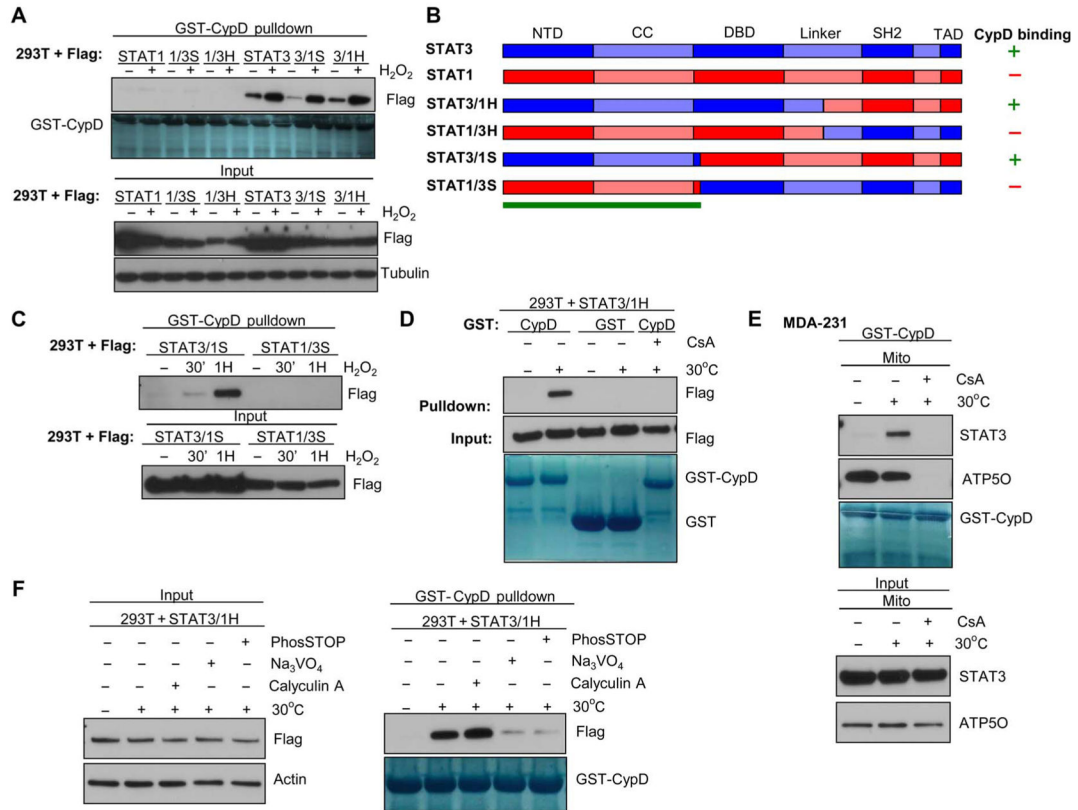 A
GST-CypD pulldown
293T + Flag: STAT1 1/3S 1/3H STAT3 3/1S 3/1H
– + – + – + – + – + – + H2O2
Flag
GST-CypD
Input
293T + Flag: STAT1 1/3S 1/3H STAT3 3/1S 3/1H
– + – + – + – + – + – + H2O2
Flag
Tubulin
B
NTD CC DBD Linker SH2 TAD CypD binding
STAT3 +
STAT1 –
STAT3/1H +
STAT1/3H –
STAT3/1S +
STAT1/3S –
C
GST-CypD pulldown
293T + Flag: STAT3/1S STAT1/3S
– 30' 1H – 30' 1H H2O2
Flag
Input
293T + Flag: STAT3/1S STAT1/3S
– 30' 1H – 30' 1H H2O2
Flag
D
293T + STAT3/1H
GST: CypD GST CypD
– – – – + CsA
– + – + + 30°C
Pulldown: Flag
Input: Flag
GST-CypD
GST
E MDA-231
GST-CypD
Mito
– – + CsA
– + + 30°C
STAT3
ATP5O
GST-CypD
Input
Mito
– – + CsA
– + + 30°C
STAT3
ATP5O
F
Input
293T + STAT3/1H
– – – – + PhosSTOP
– – – + – Na3VO4
– – + – – Calyculin A
– + + + + 30°C
Flag
Actin
GST- CypD pulldown
293T + STAT3/1H
– – – – + PhosSTOP
– – – + – Na3VO4
– – + – – Calyculin A
– + + + + 30°C
Flag
GST-CypD